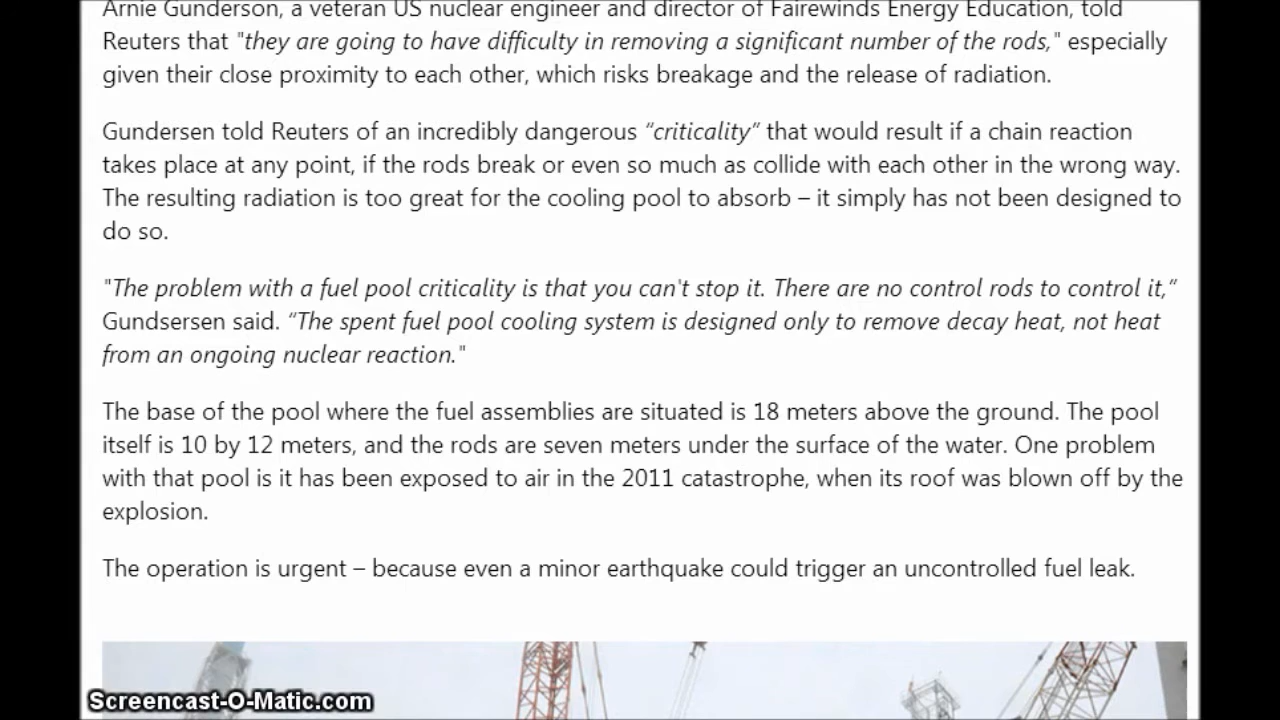 Arnie Gunderson, a veteran US nuclear engineer and director of Fairewinds Energy Education, told
Reuters that "they are going to have difficulty in removing a significant number of the rods," especially
given their close proximity to each other, which risks breakage and the release of radiation.
Gundersen told Reuters of an incredibly dangerous “criticality” that would result if a chain reaction
takes place at any point, if the rods break or even so much as collide with each other in the wrong way.
The resulting radiation is too great for the cooling pool to absorb – it simply has not been designed to
do so.
"The problem with a fuel pool criticality is that you can't stop it. There are no control rods to control it,”
Gundsersen said. “The spent fuel pool cooling system is designed only to remove decay heat, not heat
from an ongoing nuclear reaction."
The base of the pool where the fuel assemblies are situated is 18 meters above the ground. The pool
itself is 10 by 12 meters, and the rods are seven meters under the surface of the water. One problem
with that pool is it has been exposed to air in the 2011 catastrophe, when its roof was blown off by the
explosion.
The operation is urgent – because even a minor earthquake could trigger an uncontrolled fuel leak.
Screencast-O-Matic.com